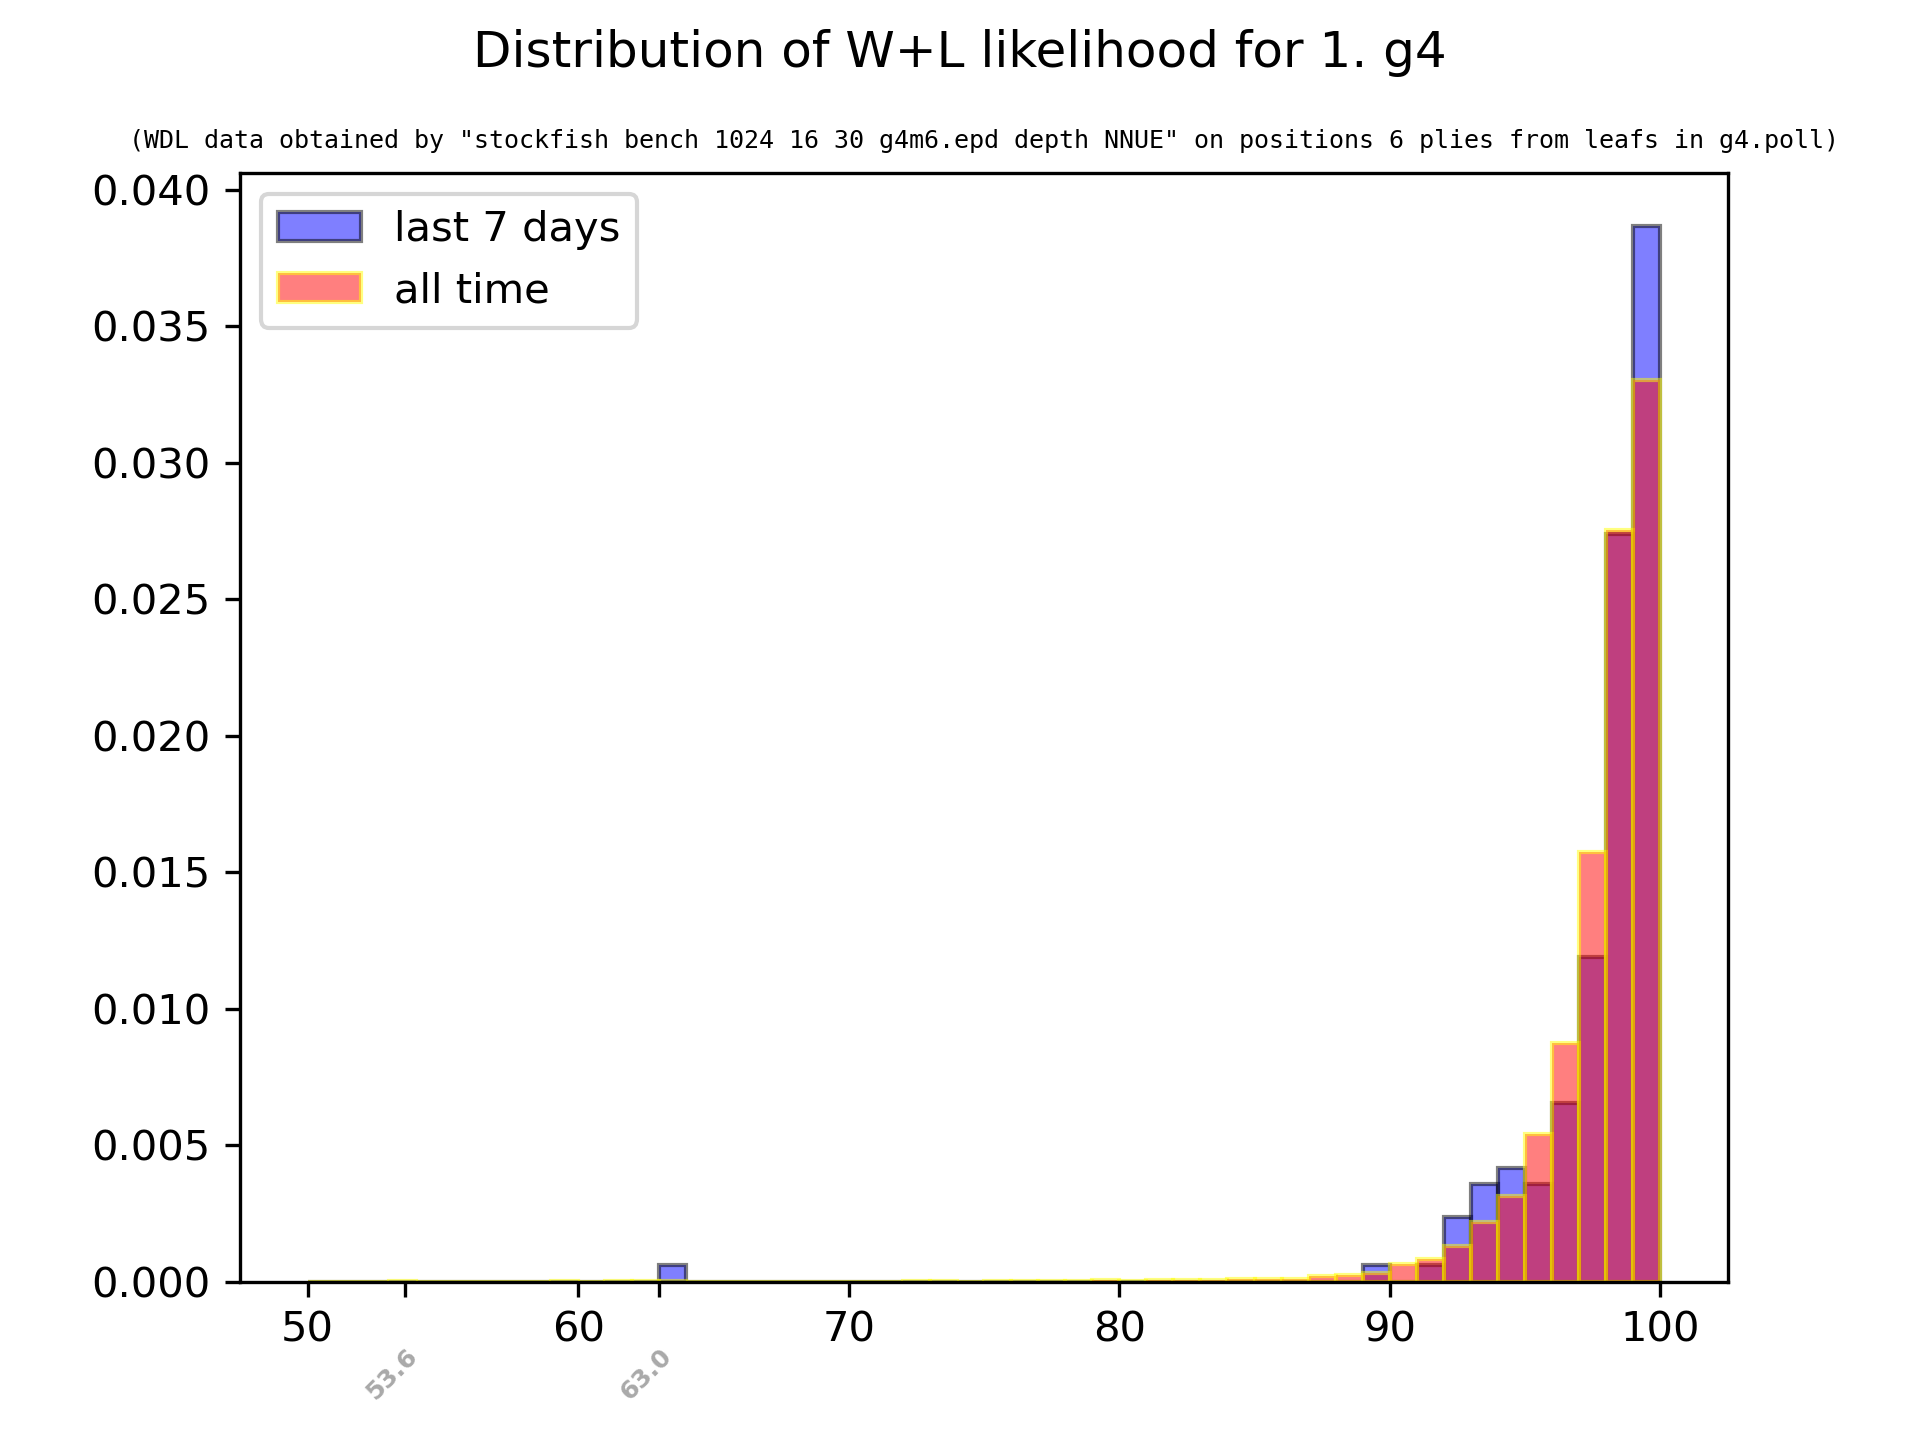 Distribution of W+L likelihood for 1. g4
(WDL data obtained by "stockfish bench 1024 16 30 g4m6.epd depth NNUE" on positions 6 plies from leafs in g4.poll)
last 7 days
all time
0.040
0.035
0.030
0.025
0.020
0.015
0.010
0.005
0.000
50 60 70 80 90 100
53.6 63.0